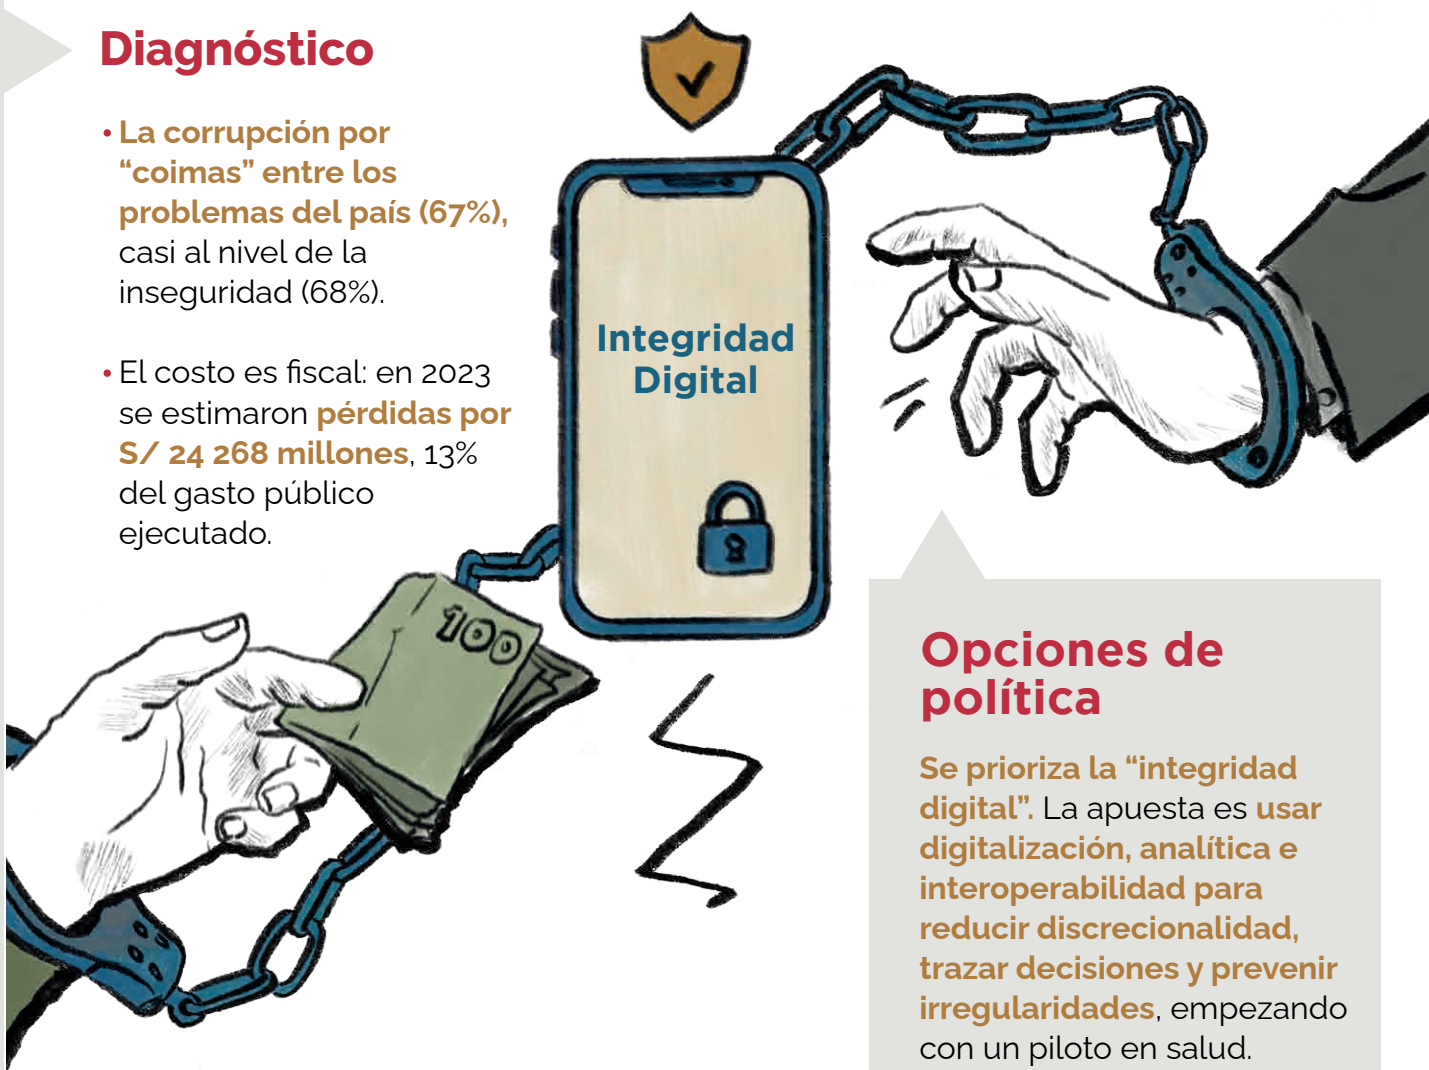 Diagnóstico
• La corrupción por
“coimas” entre los
problemas del país (67%),
casi al nivel de la
inseguridad (68%).
• El costo es fiscal: en 2023
se estimaron pérdidas por
S/ 24 268 millones, 13%
del gasto público
ejecutado.
Integridad
Digital
100
Opciones de
política
Se prioriza la “integridad
digital”. La apuesta es usar
digitalización, analítica e
interoperabilidad para
reducir discrecionalidad,
trazar decisiones y prevenir
irregularidades, empezando
con un piloto en salud.